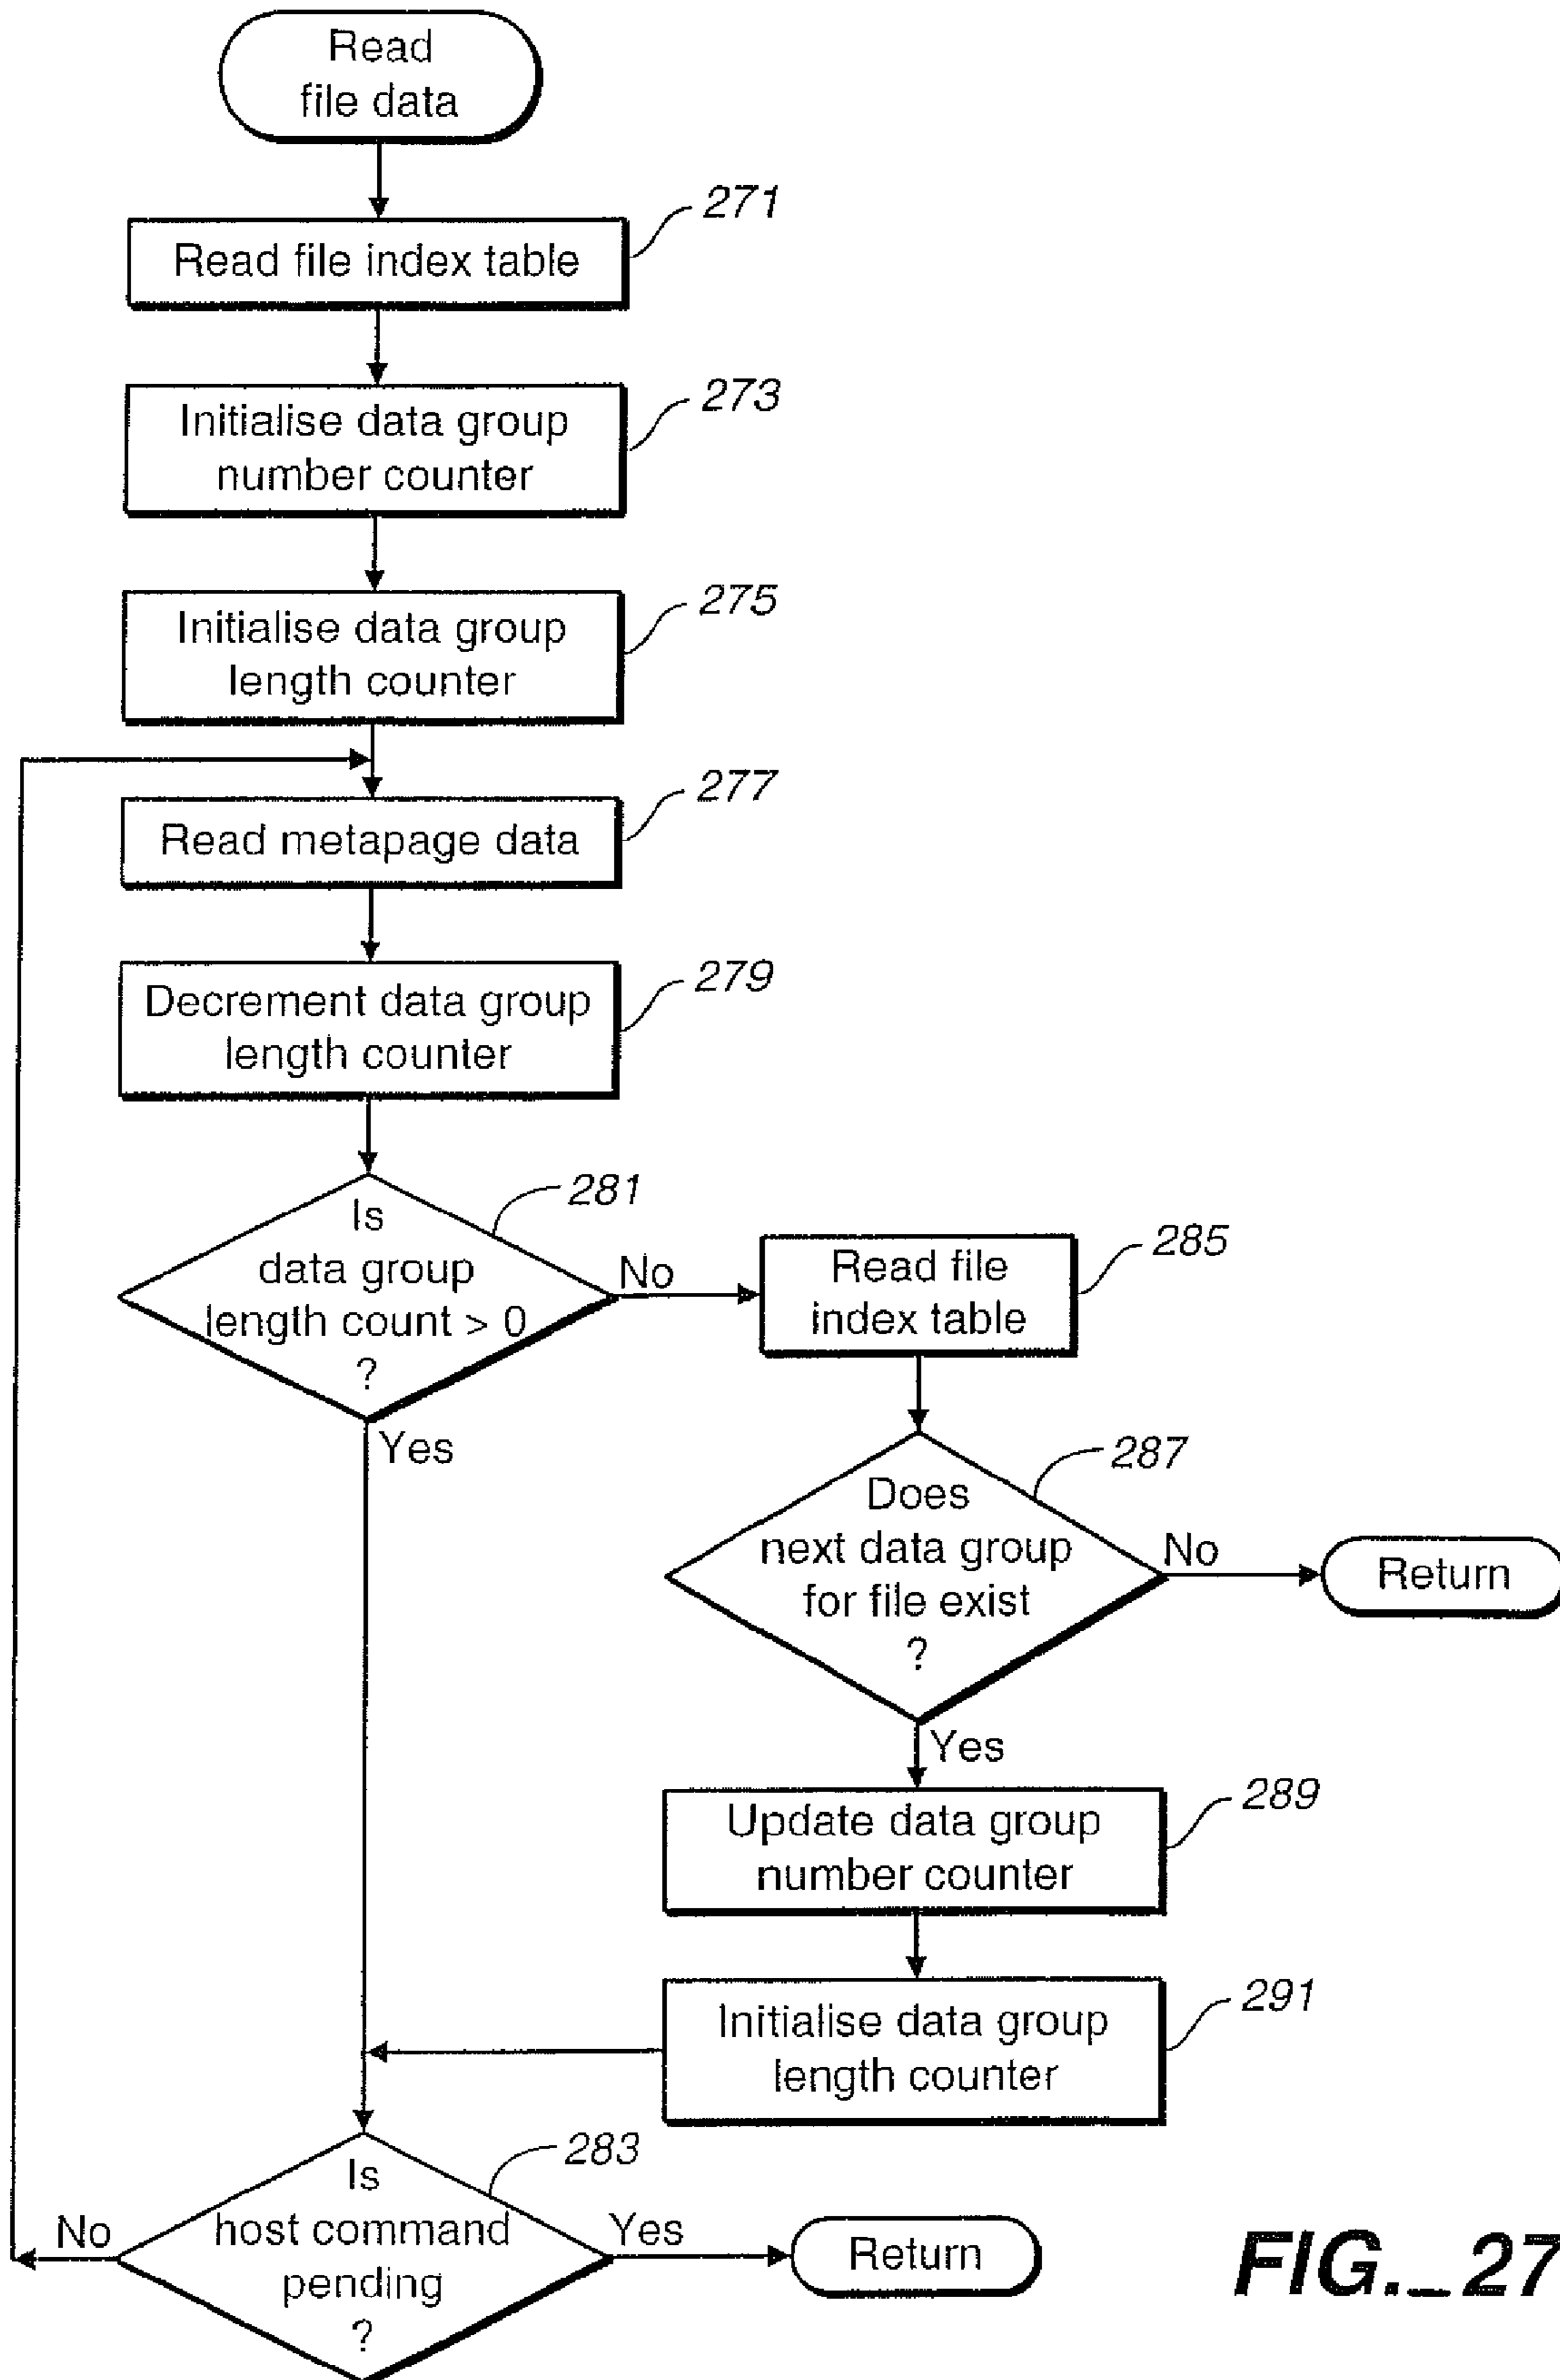 Read
file data
271
Read file index table
273
Initialise data group
number counter
275
Initialise data group
length counter
277
Read metapage data
279
Decrement data group
length counter
281
Is
data group
length count > 0
?
No
Yes
285
Read file
index table
287
Does
next data group
for file exist
?
No
Return
Yes
289
Update data group
number counter
291
Initialise data group
length counter
283
Is
host command
pending
?
No
Yes
Return
FIG._27